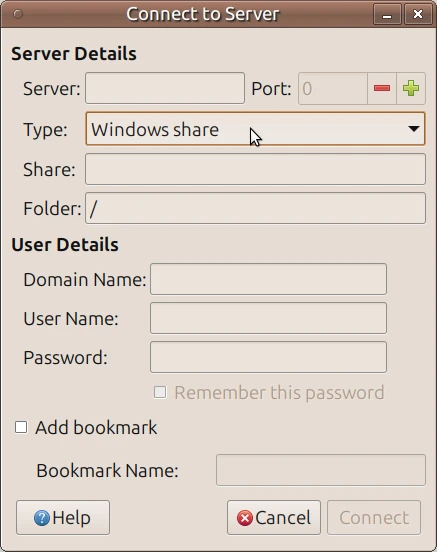 Connect to Server
Server Details
Server: Port: 0
Type: Windows share
Share:
Folder: /
User Details
Domain Name:
User Name:
Password:
Remember this password
Add bookmark
Bookmark Name:
Help Cancel Connect